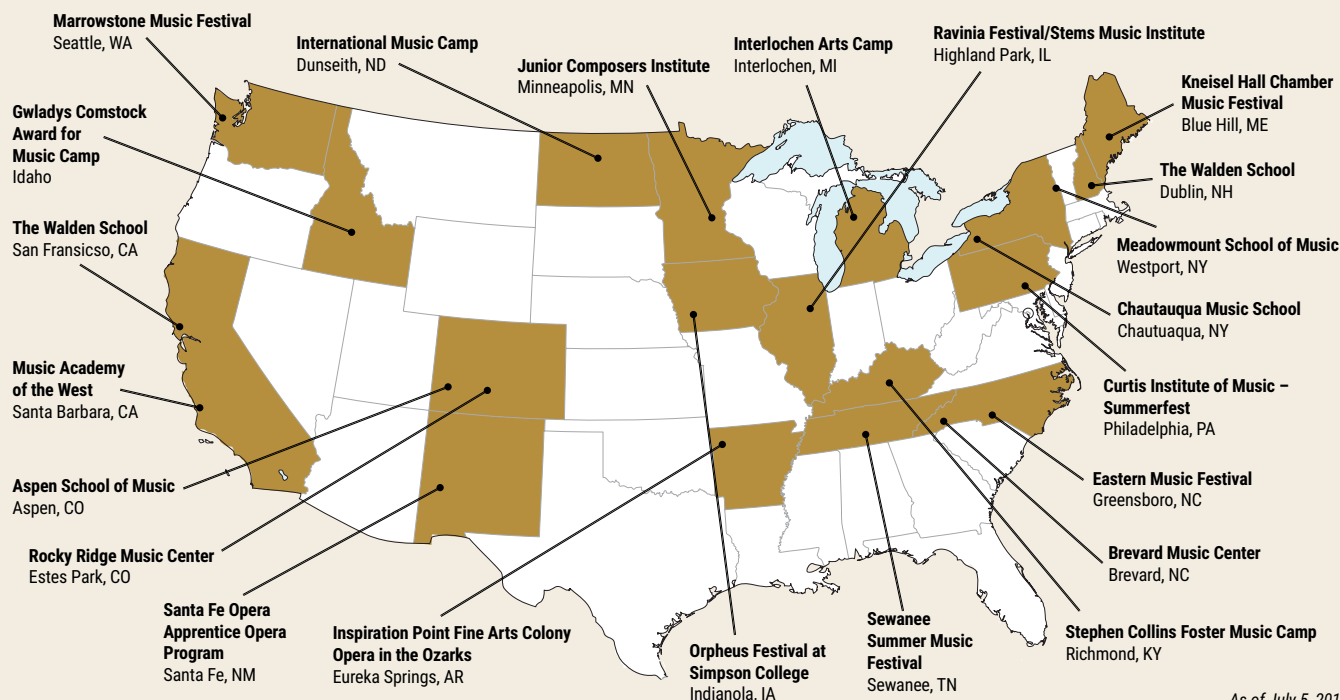 Marrowstone Music Festival
Seattle, WA
International Music Camp
Dunseith, ND
Junior Composers Institute
Minneapolis, MN
Interlochen Arts Camp
Interlochen, MI
Ravinia Festival/Stems Music Institute
Highland Park, IL
Kneisel Hall Chamber
Music Festival
Blue Hill, ME
Gwladys Comstock
Award for
Music Camp
Idaho
The Walden School
Dublin, NH
The Walden School
San Fransicso, CA
Meadowmount School of Music
Westport, NY
Chautauqua Music School
Chautuaqua, NY
Music Academy
of the West
Santa Barbara, CA
Curtis Institute of Music –
Summerfest
Philadelphia, PA
Aspen School of Music
Aspen, CO
Eastern Music Festival
Greensboro, NC
Rocky Ridge Music Center
Estes Park, CO
Brevard Music Center
Brevard, NC
Santa Fe Opera
Apprentice Opera
Program
Santa Fe, NM
Inspiration Point Fine Arts Colony
Opera in the Ozarks
Eureka Springs, AR
Orpheus Festival at
Simpson College
Indianola, IA
Sewanee
Summer Music
Festival
Sewanee, TN
Stephen Collins Foster Music Camp
Richmond, KY
As of July 5, 201